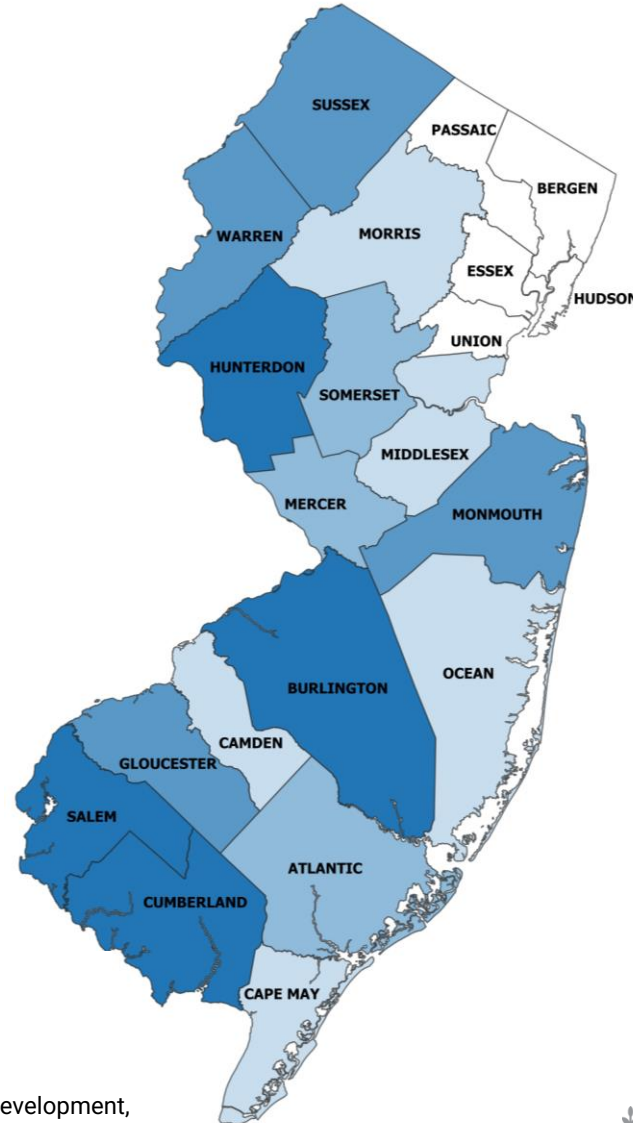 SUSSEX
PASSAIC
BERGEN
WARREN
MORRIS
ESSEX
HUDSON
UNION
HUNTERDON
SOMERSET
MIDDLESEX
MERCER
MONMOUTH
OCEAN
BURLINGTON
CAMDEN
GLOUCESTER
SALEM
ATLANTIC
CUMBERLAND
CAPE MAY
evelopment,